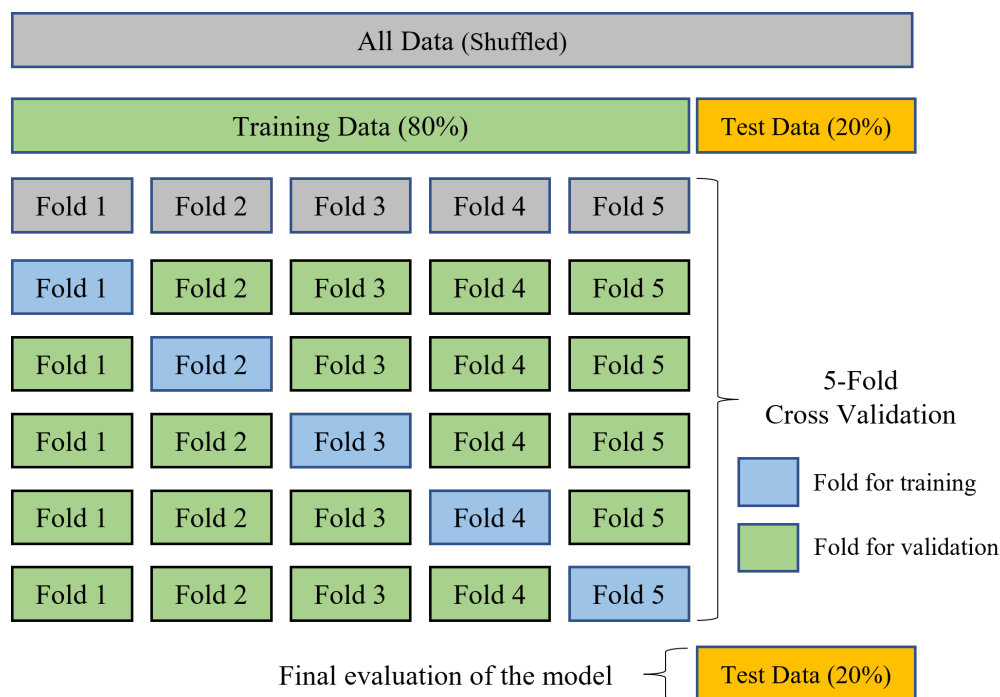 All Data (Shuffled)
Training Data (80%)
Test Data (20%)
Fold 1
Fold 2
Fold 3
Fold 4
Fold 5
Fold 1
Fold 2
Fold 3
Fold 4
Fold 5
Fold 1
Fold 2
Fold 3
Fold 4
Fold 5
Fold 1
Fold 2
Fold 3
Fold 4
Fold 5
Fold 1
Fold 2
Fold 3
Fold 4
Fold 5
Fold 1
Fold 2
Fold 3
Fold 4
Fold 5
5-Fold
Cross Validation
Fold for training
Fold for validation
Final evaluation of the model
Test Data (20%)